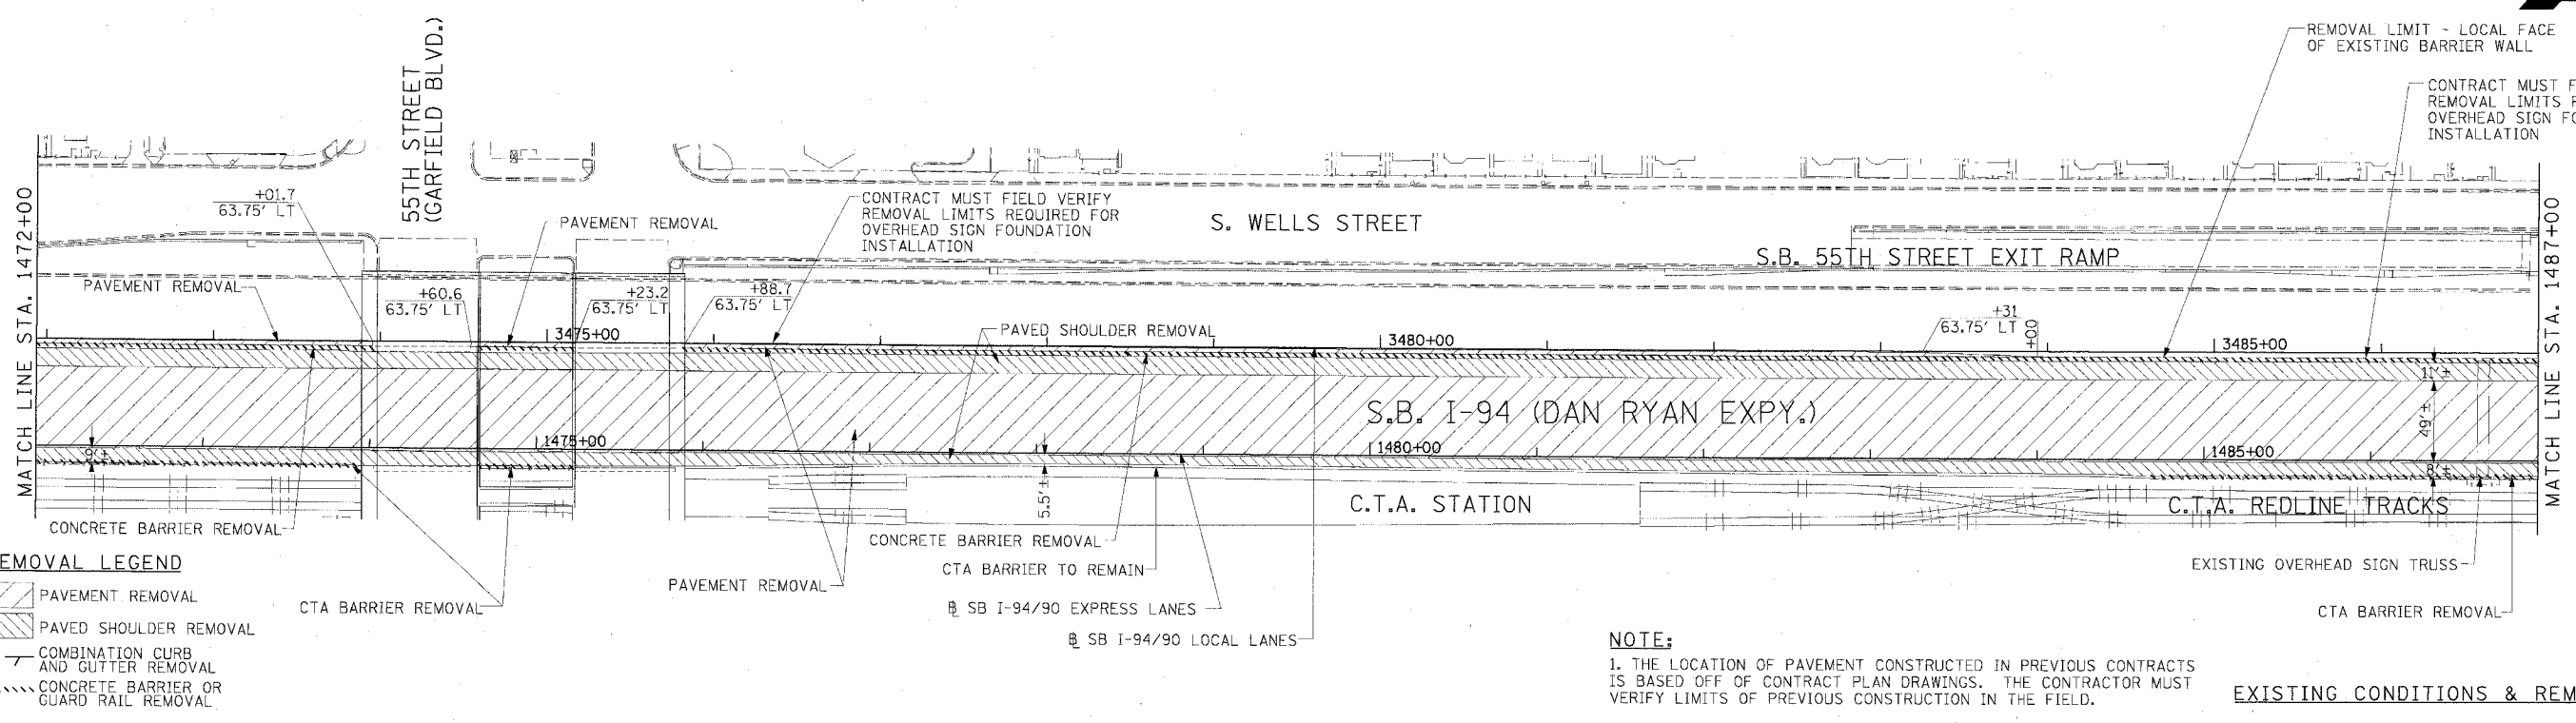 REMOVAL LIMIT - LOCAL FACE
OF EXISTING BARRIER WALL
CONTRACT MUST F
REMOVAL LIMITS R
OVERHEAD SIGN FO
INSTALLATION
55TH STREET
(GARFIELD BLVD.)
MATCH LINE STA. 1472+00
+01.7
63.75' LT
PAVEMENT REMOVAL
CONTRACT MUST FIELD VERIFY
REMOVAL LIMITS REQUIRED FOR
OVERHEAD SIGN FOUNDATION
INSTALLATION
S. WELLS STREET
S.B. 55TH STREET EXIT RAMP
MATCH LINE STA. 1487+00
PAVEMENT REMOVAL
+60.6
63.75' LT
+23.2
63.75' LT
+88.7
63.75' LT
+31
63.75' LT
+00
3475+00
PAVED SHOULDER REMOVAL
3480+00
3485+00
11'±
S.B. I-94 (DAN RYAN EXPY.)
49'±
9'±
1475+00
1480+00
1485+00
8'±
5.5'±
C.T.A. STATION
C.T.A. REDLINE TRACKS
CONCRETE BARRIER REMOVAL
CONCRETE BARRIER REMOVAL
CTA BARRIER TO REMAIN
EXISTING OVERHEAD SIGN TRUSS
PAVEMENT REMOVAL
CTA BARRIER REMOVAL
SB I-94/90 EXPRESS LANES
CTA BARRIER REMOVAL
SB I-94/90 LOCAL LANES
EMOVAL LEGEND
PAVEMENT REMOVAL
PAVED SHOULDER REMOVAL
COMBINATION CURB
AND GUTTER REMOVAL
CONCRETE BARRIER OR
GUARD RAIL REMOVAL
NOTE:
1. THE LOCATION OF PAVEMENT CONSTRUCTED IN PREVIOUS CONTRACTS
IS BASED OFF OF CONTRACT PLAN DRAWINGS. THE CONTRACTOR MUST
VERIFY LIMITS OF PREVIOUS CONSTRUCTION IN THE FIELD.
EXISTING CONDITIONS & REM